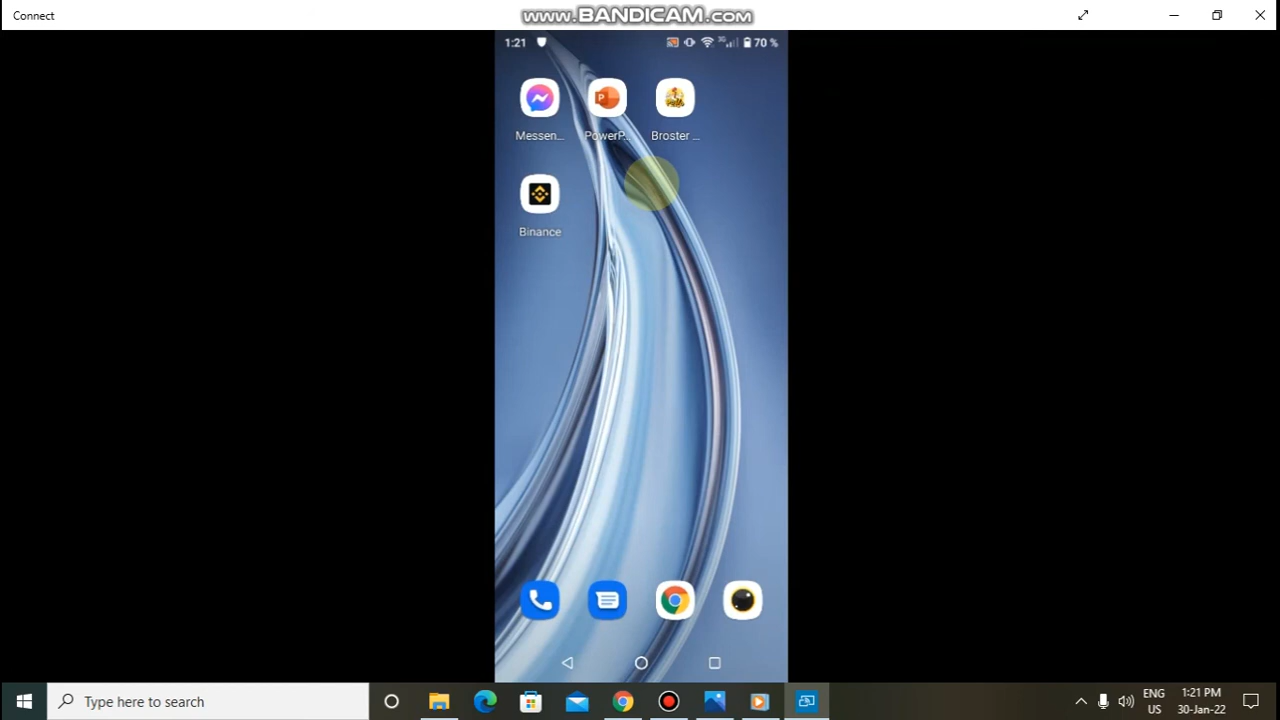 Connect
www.BANDICAM.com
1:21
3G
70 %
Messen...
PowerP...
Broster ...
Binance
Type here to search
ENG
US
1:21 PM
30-Jan-22